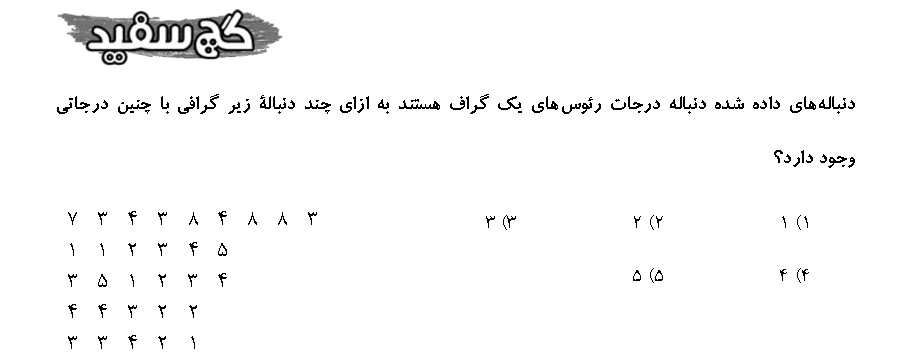 گچ سفید
دنباله‌های داده شده دنباله درجات رئوس‌های یک گراف هستند به ازای چند دنبالهٔ زیر گرافی با چنین درجاتی
وجود دارد؟
۱) ۱ ۲) ۲ ۳) ۳
۴) ۴ ۵) ۵
۷ ۳ ۴ ۳ ۸ ۴ ۸ ۸ ۳
۱ ۱ ۲ ۳ ۴ ۵
۳ ۵ ۱ ۲ ۳ ۴
۴ ۴ ۳ ۲ ۲
۳ ۳ ۴ ۲ ۱